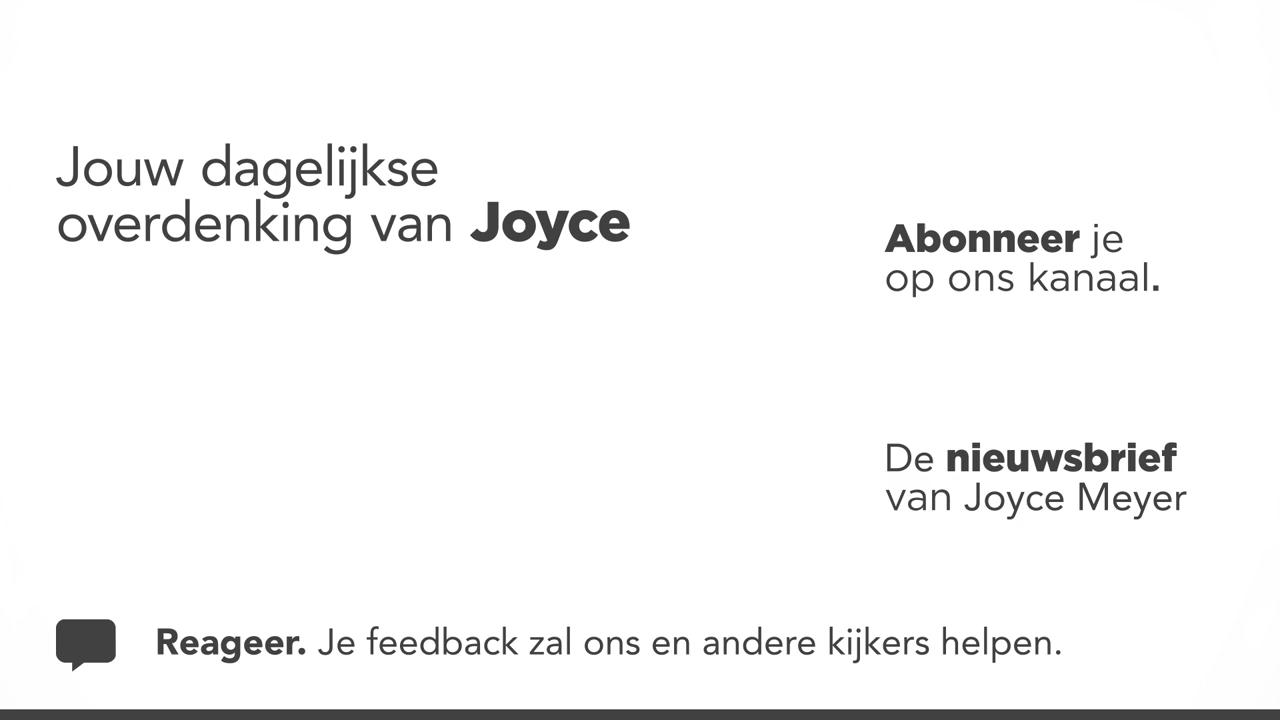 Jouw dagelijkse
overdenking van Joyce
Abonneer je
op ons kanaal.
De nieuwsbrief
van Joyce Meyer
Reageer. Je feedback zal ons en andere kijkers helpen.